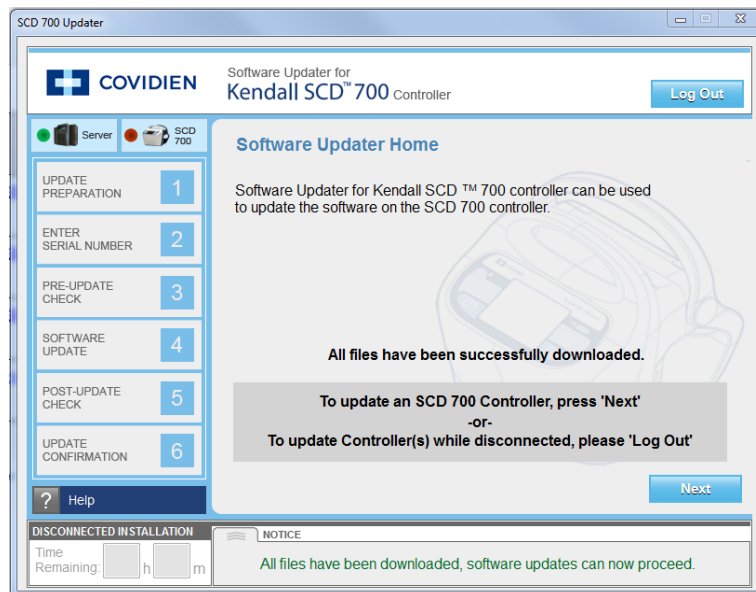 SCD 700 Updater
COVIDIEN
Software Updater for
Kendall SCD™ 700 Controller
Log Out
Server
SCD
700
UPDATE
PREPARATION
1
ENTER
SERIAL NUMBER
2
PRE-UPDATE
CHECK
3
SOFTWARE
UPDATE
4
POST-UPDATE
CHECK
5
UPDATE
CONFIRMATION
6
? Help
Software Updater Home
Software Updater for Kendall SCD ™ 700 controller can be used
to update the software on the SCD 700 controller.
All files have been successfully downloaded.
To update an SCD 700 Controller, press 'Next'
-or-
To update Controller(s) while disconnected, please 'Log Out'
Next
DISCONNECTED INSTALLATION
Time
Remaining: h m
NOTICE
All files have been downloaded, software updates can now proceed.